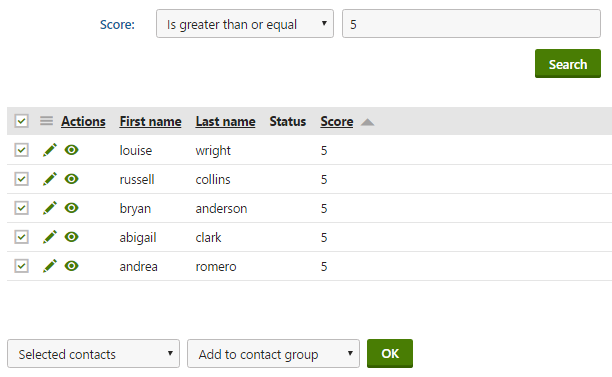 Score: Is greater than or equal 5
Search
Actions First name Last name Status Score
louise wright 5
russell collins 5
bryan anderson 5
abigail clark 5
andrea romero 5
Selected contacts Add to contact group OK